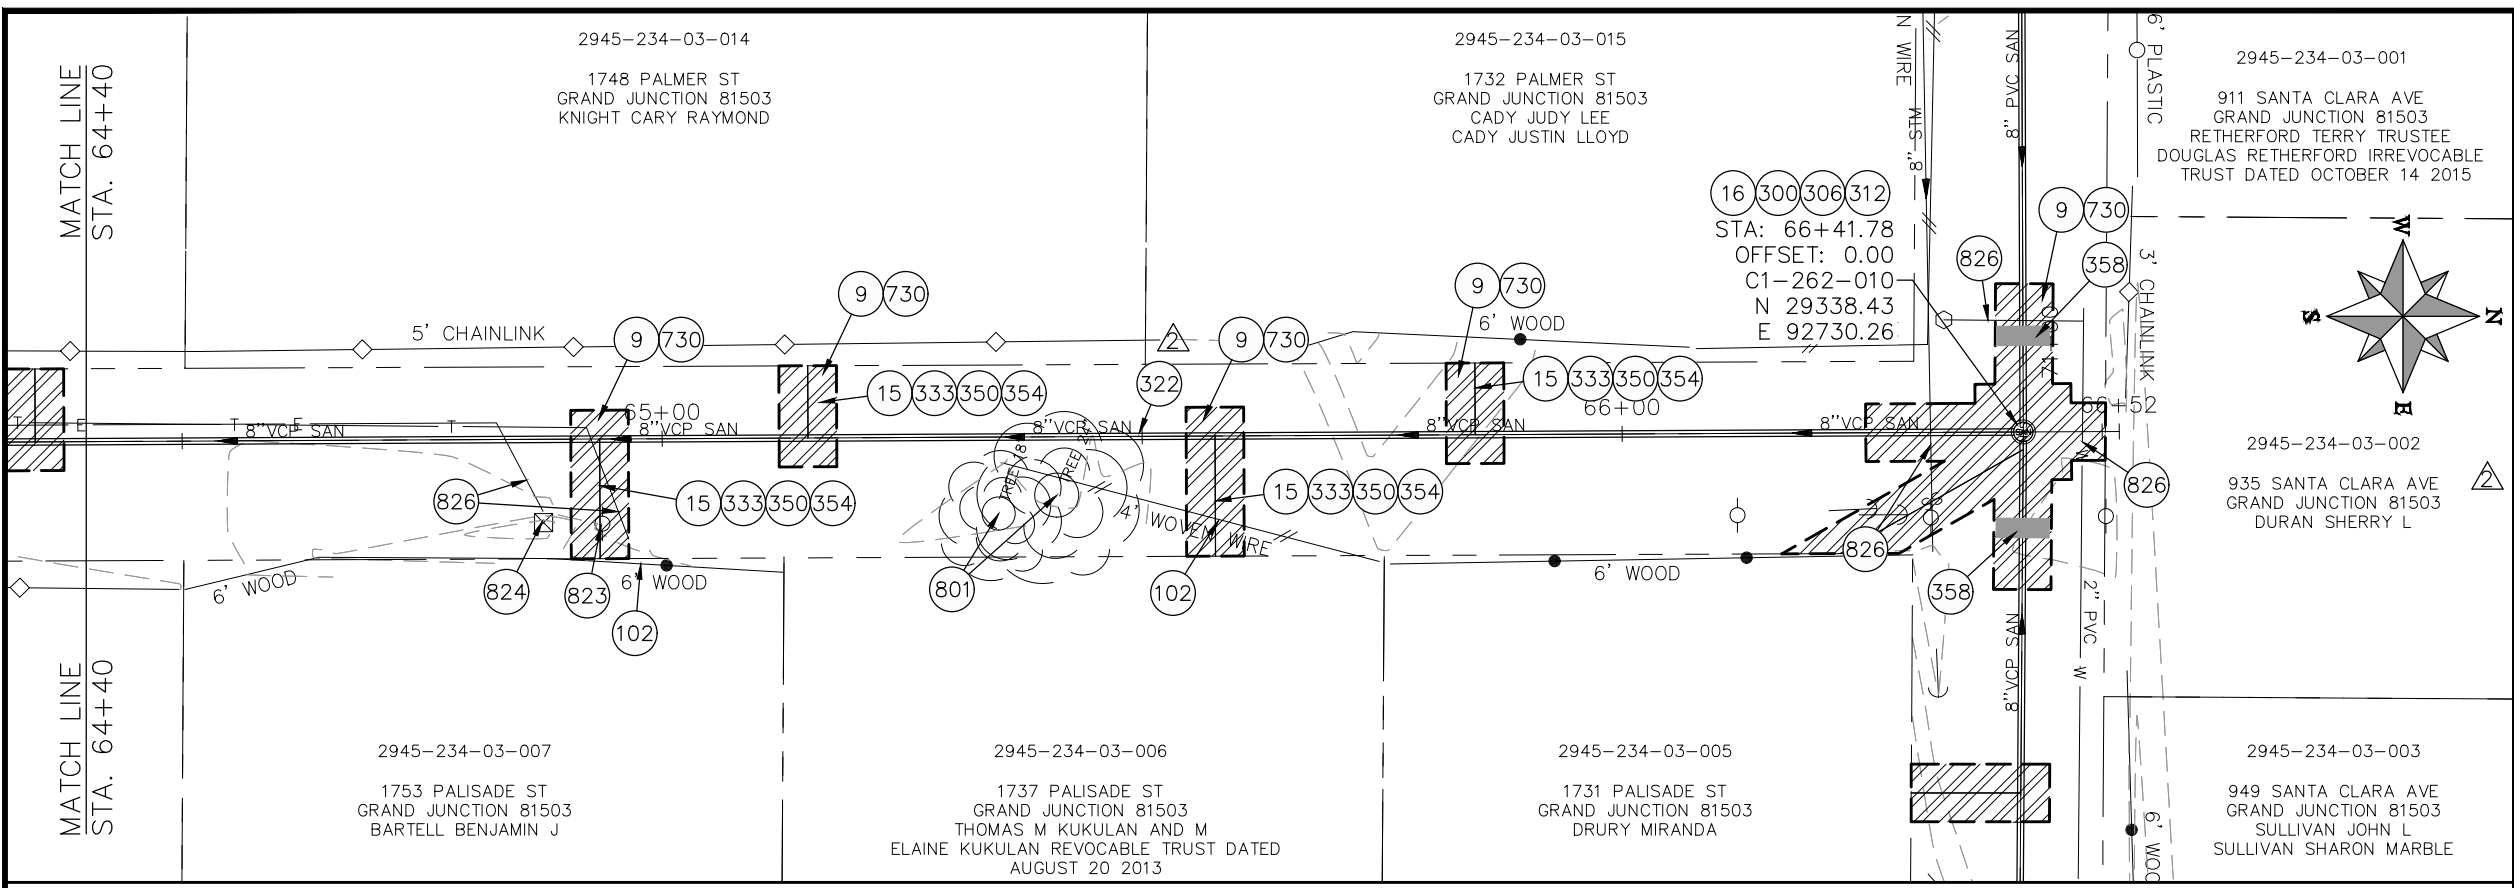 MATCH LINE
STA. 64+40
2945-234-03-014
1748 PALMER ST
GRAND JUNCTION 81503
KNIGHT CARY RAYMOND
2945-234-03-015
1732 PALMER ST
GRAND JUNCTION 81503
CADY JUDY LEE
CADY JUSTIN LLOYD
N WIRE
8" STM
8" PVC SAN
6' PLASTIC
2945-234-03-001
911 SANTA CLARA AVE
GRAND JUNCTION 81503
RETHERFORD TERRY TRUSTEE
DOUGLAS RETHERFORD IRREVOCABLE
TRUST DATED OCTOBER 14 2015
16 300 306 312
STA: 66+41.78
OFFSET: 0.00
C1-262-010
N 29338.43
E 92730.26
826
9 730
358
3' CHAINLINK
W
S
N
E
9 730
9 730
5' CHAINLINK
9 730
2
9 730
6' WOOD
15 333 350 354
322
15 333 350 354
65+00
66+00
66+52
T E T E T
8"VCP SAN
8"VCP SAN
8"VCP SAN
8"VCP SAN
8"VCP SAN
TREE 18"
TREE 24"
826
15 333 350 354
15 333 350 354
4' WOVEN WIRE
826
826
2945-234-03-002
935 SANTA CLARA AVE
GRAND JUNCTION 81503
DURAN SHERRY L
2
824
823
6' WOOD
6' WOOD
102
801
102
6' WOOD
358
2" PVC
W
8"VCP SAN
MATCH LINE
STA. 64+40
2945-234-03-007
1753 PALISADE ST
GRAND JUNCTION 81503
BARTELL BENJAMIN J
2945-234-03-006
1737 PALISADE ST
GRAND JUNCTION 81503
THOMAS M KUKULAN AND M
ELAINE KUKULAN REVOCABLE TRUST DATED
AUGUST 20 2013
2945-234-03-005
1731 PALISADE ST
GRAND JUNCTION 81503
DRURY MIRANDA
2945-234-03-003
949 SANTA CLARA AVE
GRAND JUNCTION 81503
SULLIVAN JOHN L
SULLIVAN SHARON MARBLE
6' WOO